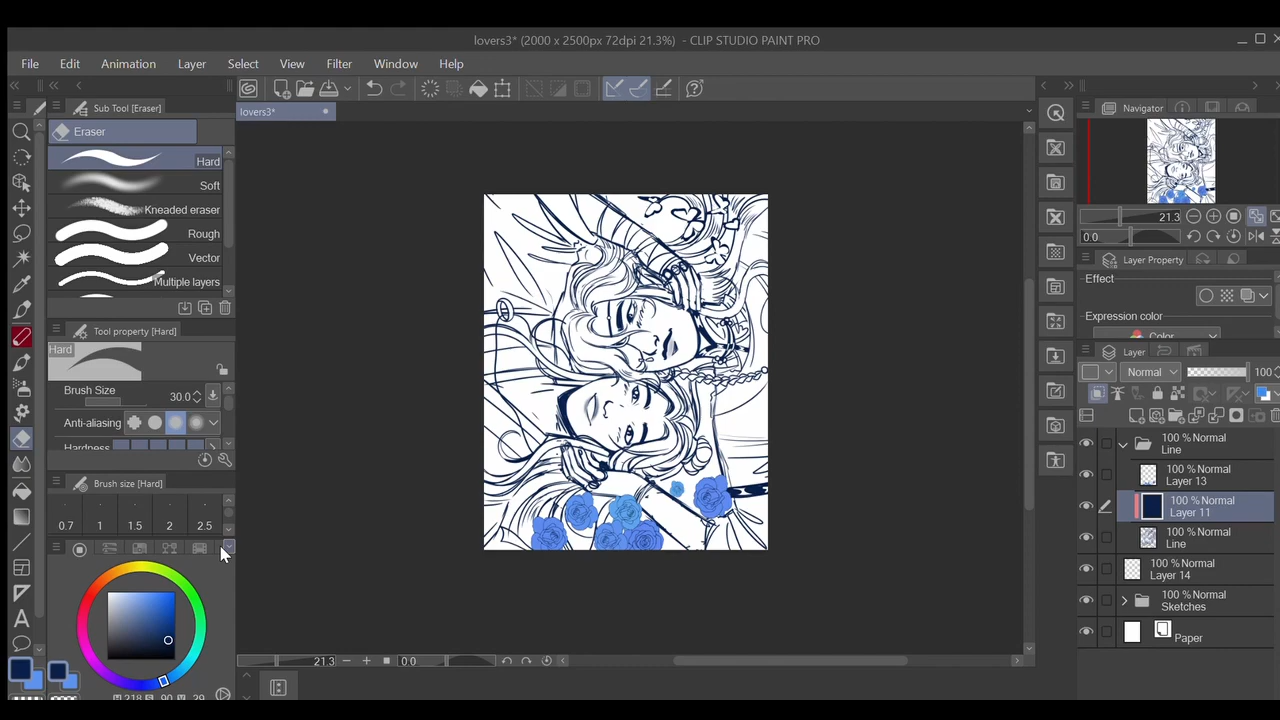 lovers3* (2000 x 2500px 72dpi 21.3%) - CLIP STUDIO PAINT PRO
File Edit Animation Layer Select View Filter Window Help
Sub Tool [Eraser]
lovers3*
Navigator
Eraser
Hard
Soft
Kneaded eraser
Rough
Vector
Multiple layers
21.3
0.0
Layer Property
Effect
Expression color
Color
Tool property [Hard]
Hard
Brush Size 30.0
Anti-aliasing
Hardness
Layer
Normal 100
Brush size [Hard]
0.7 1 1.5 2 2.5
100 % Normal
Line
100 % Normal
Layer 13
100 % Normal
Layer 11
100 % Normal
Line
100 % Normal
Layer 14
100 % Normal
Sketches
Paper
21.3 0.0
H 218 S 90 V 39